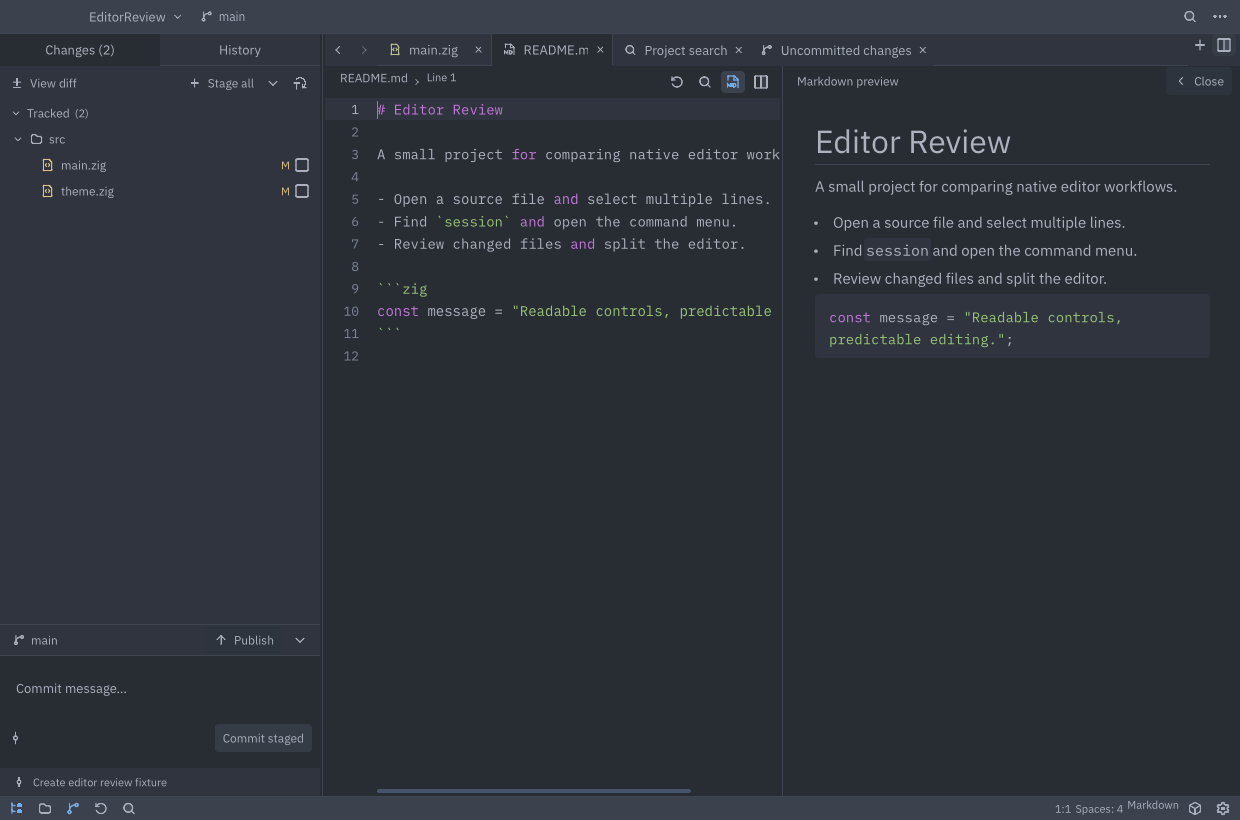 EditorReview
main
Changes (2)
History
main.zig
README.m
Project search
Uncommitted changes
View diff
Stage all
README.md
Line 1
Markdown preview
Close
Tracked (2)
src
main.zig
M
theme.zig
M
1 # Editor Review
2
3 A small project for comparing native editor work
4
5 - Open a source file and select multiple lines.
6 - Find `session` and open the command menu.
7 - Review changed files and split the editor.
8
9 ```zig
10 const message = "Readable controls, predictable
11 ```
12
Editor Review
A small project for comparing native editor workflows.
• Open a source file and select multiple lines.
• Find session and open the command menu.
• Review changed files and split the editor.
const message = "Readable controls,
predictable editing.";
main
Publish
Commit message...
Commit staged
Create editor review fixture
1:1 Spaces: 4 Markdown